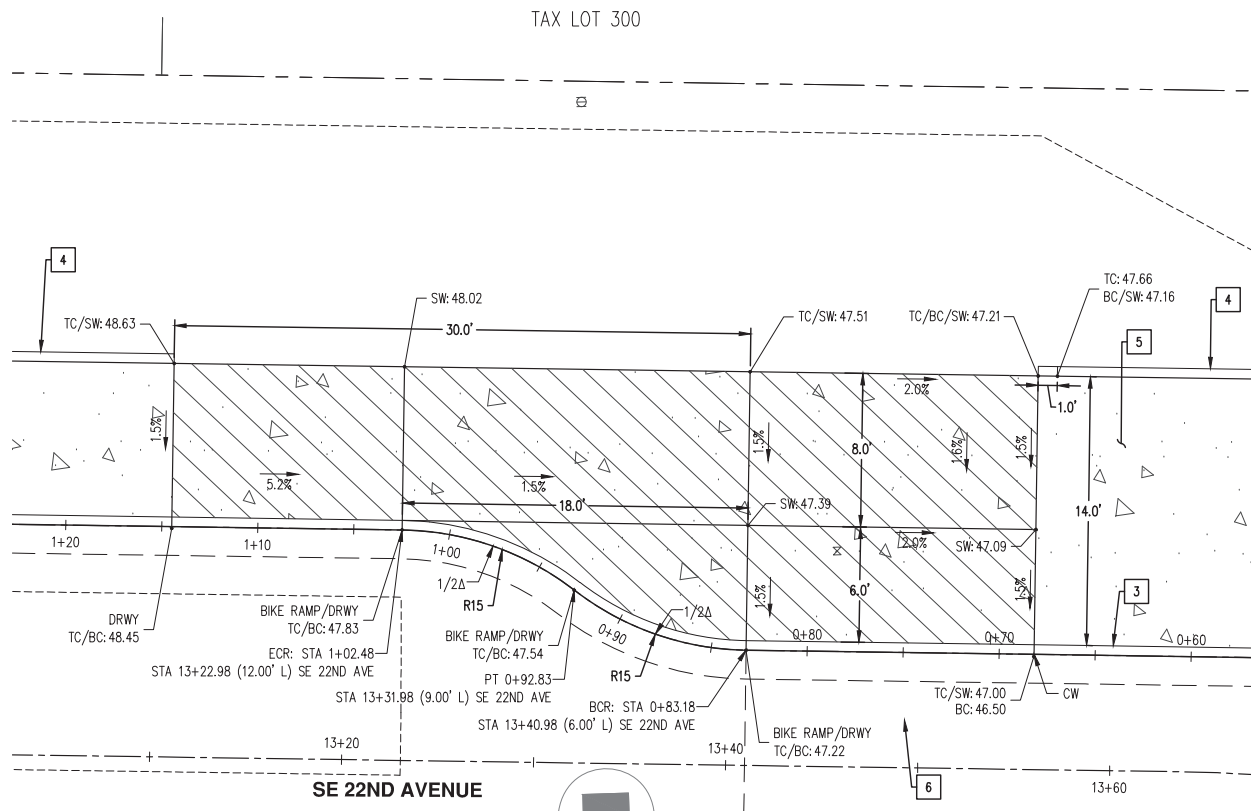 TAX LOT 300
4
TC/SW: 48.63
30.0'
SW: 48.02
TC/SW: 47.51
TC/BC/SW: 47.21
TC: 47.66
BC/SW: 47.16
4
5
1.0'
2.0%
1.5%
1.5%
8.0'
1.6%
1.5%
5.2%
1.5%
18.0'
SW: 47.39
14.0'
2.0%
SW: 47.09
1+20
1+10
1+00
1/2Δ
R15
0+90
1/2Δ
R15
1.5%
6.0'
1.5%
0+80
0+70
0+60
3
DRWY
TC/BC: 48.45
BIKE RAMP/DRWY
TC/BC: 47.83
ECR: STA 1+02.48
STA 13+22.98 (12.00' L) SE 22ND AVE
BIKE RAMP/DRWY
TC/BC: 47.54
PT 0+92.83
STA 13+31.98 (9.00' L) SE 22ND AVE
BCR: STA 0+83.18
STA 13+40.98 (6.00' L) SE 22ND AVE
BIKE RAMP/DRWY
TC/BC: 47.22
TC/SW: 47.00
BC: 46.50
CW
6
13+20
13+40
13+60
SE 22ND AVENUE